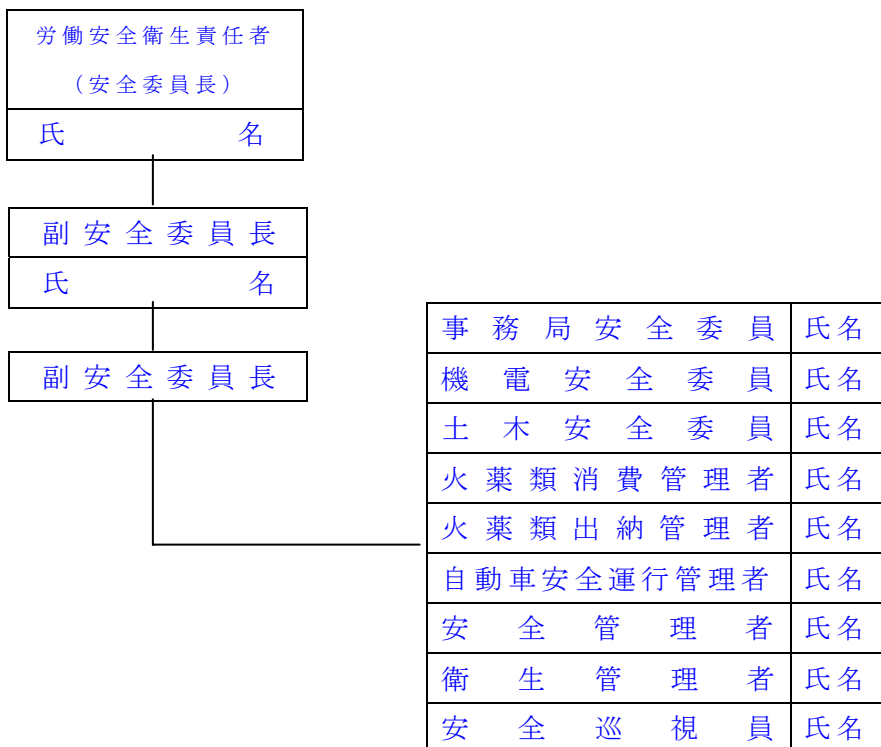 労働安全衛生責任者
（安全委員長）
氏名
副安全委員長
氏名
副安全委員長
事務局安全委員 氏名
機電安全委員 氏名
土木安全委員 氏名
火薬類消費管理者 氏名
火薬類出納管理者 氏名
自動車安全運行管理者 氏名
安全管理者 氏名
衛生管理者 氏名
安全巡視員 氏名